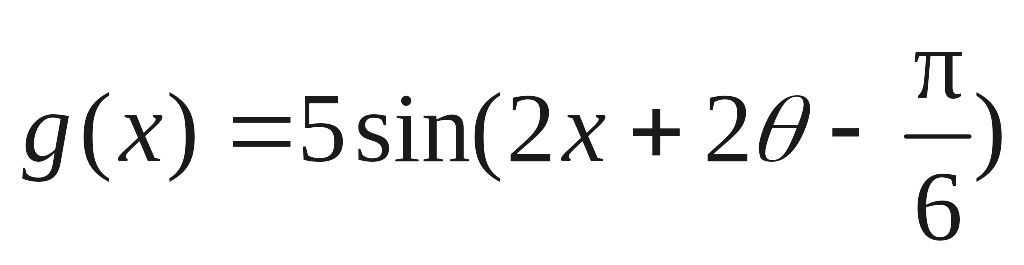 g(x) =5sin(2x + 2θ - π/6)